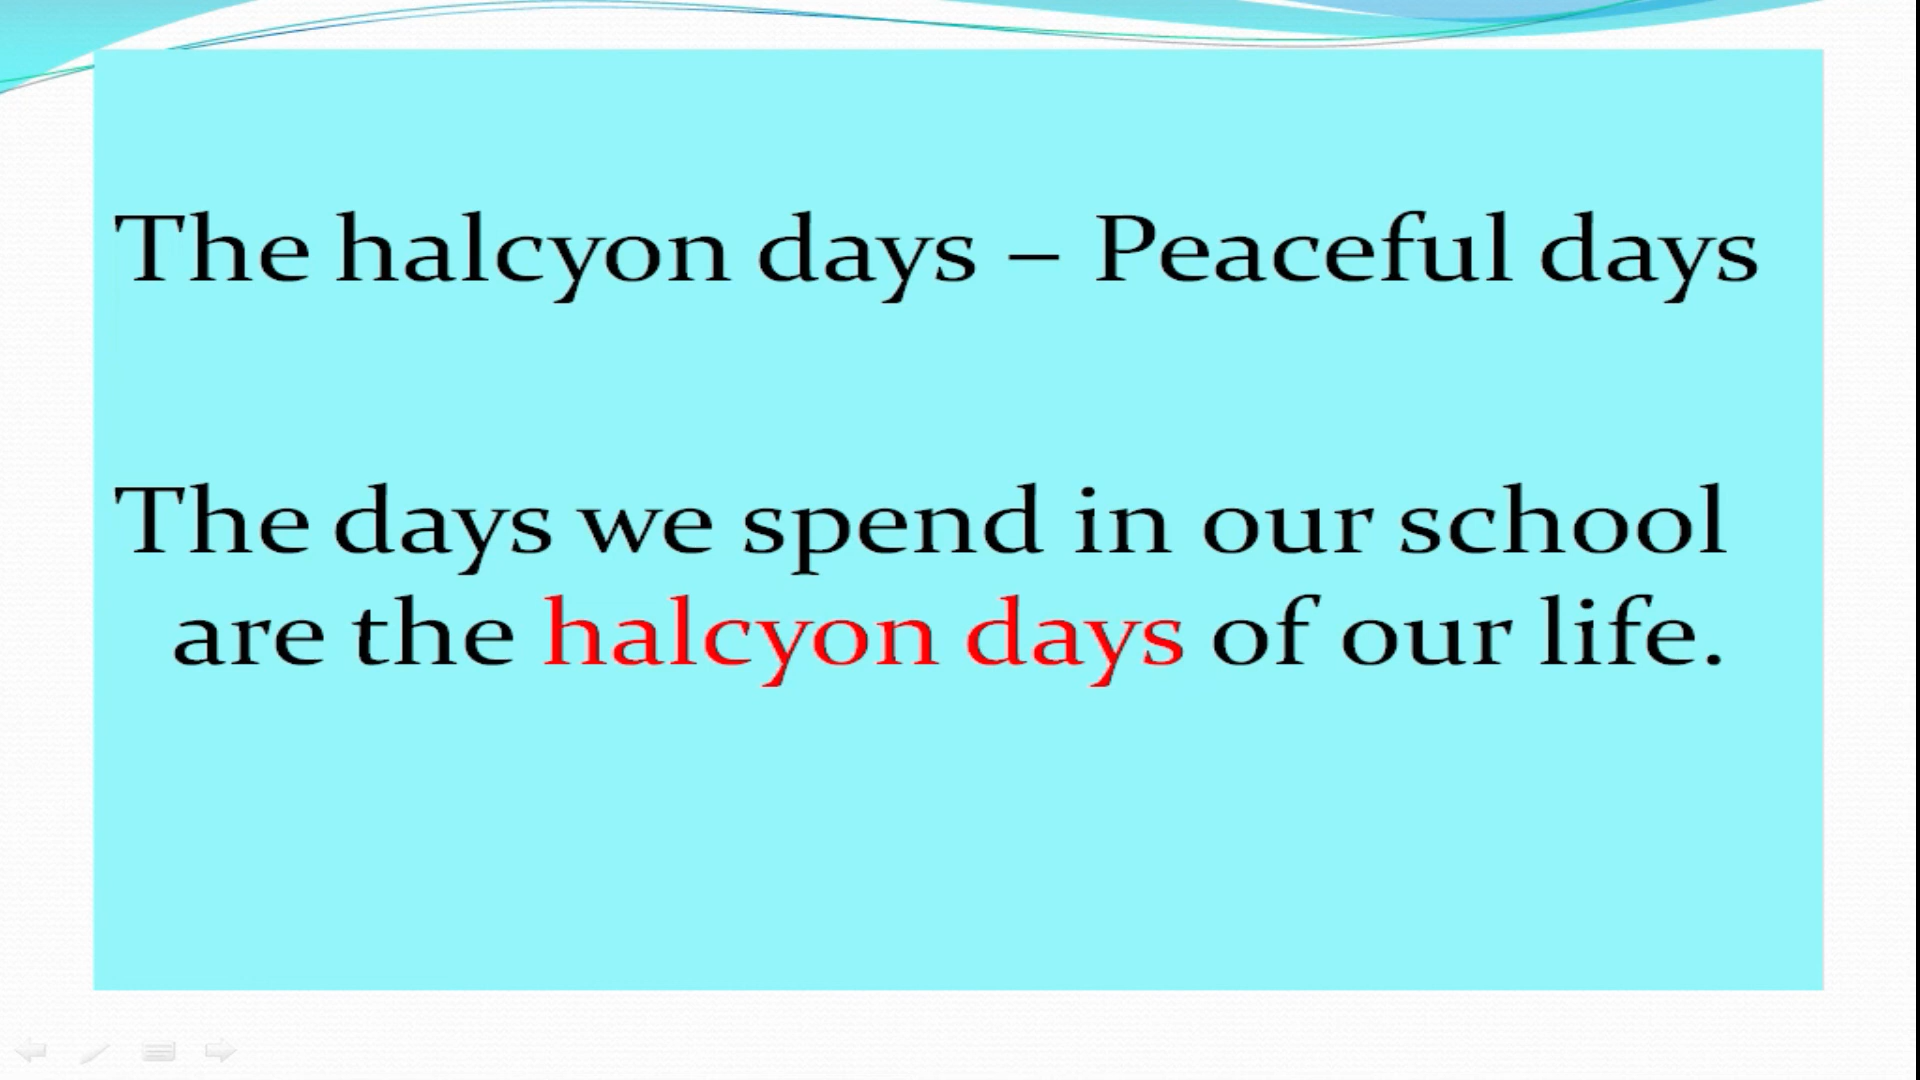 The halcyon days – Peaceful days
The days we spend in our school
are the halcyon days of our life.